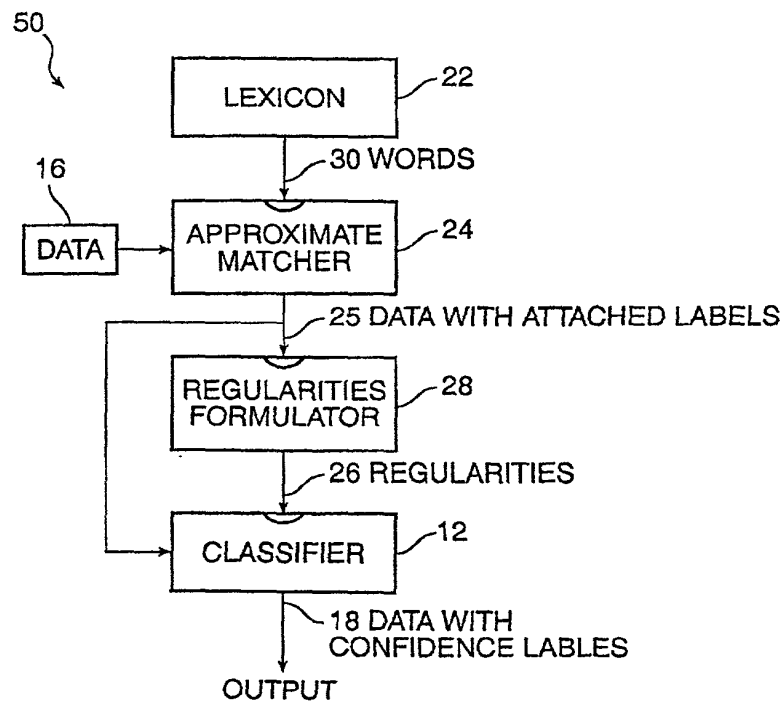 50
LEXICON
22
30 WORDS
16
DATA
APPROXIMATE
MATCHER
24
25 DATA WITH ATTACHED LABELS
REGULARITIES
FORMULATOR
28
26 REGULARITIES
CLASSIFIER
12
18 DATA WITH
CONFIDENCE LABLES
OUTPUT